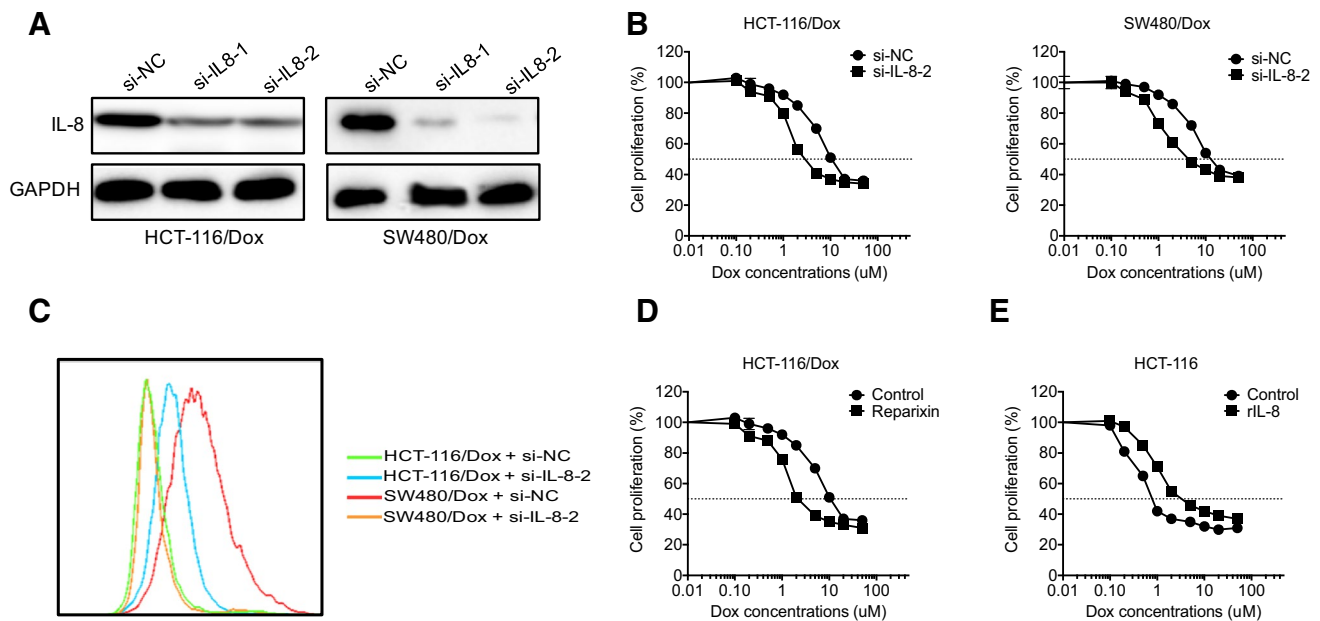 A
si-NC si-IL8-1 si-IL8-2 si-NC si-IL8-1 si-IL8-2
IL-8
GAPDH
HCT-116/Dox SW480/Dox
B
HCT-116/Dox
si-NC
si-IL-8-2
Cell proliferation (%)
120
100
80
60
40
20
0
0.01 0.10 1 10 100
Dox concentrations (uM)
SW480/Dox
si-NC
si-IL-8-2
Cell proliferation (%)
120
100
80
60
40
20
0
0.01 0.10 1 10 100
Dox concentrations (uM)
C
HCT-116/Dox + si-NC
HCT-116/Dox + si-IL-8-2
SW480/Dox + si-NC
SW480/Dox + si-IL-8-2
D
HCT-116/Dox
Control
Reparixin
Cell proliferation (%)
120
100
80
60
40
20
0
0.01 0.10 1 10 100
Dox concentrations (uM)
E
HCT-116
Control
rIL-8
Cell proliferation (%)
120
100
80
60
40
20
0
0.01 0.10 1 10 100
Dox concentrations (uM)